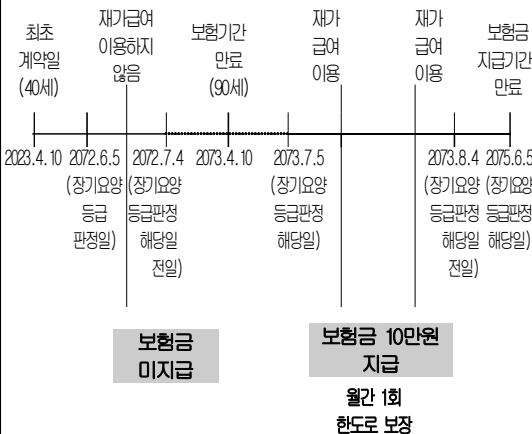 최초
계약일
(40세)
재가급여
이용하지
않음
보험기간
만료
(90세)
재가
급여
이용
재가
급여
이용
보험금
지급기간
만료
2023.4.10
2072.6.5
(장기요양
등급
판정일)
2072.7.4
(장기요양
등급판정
해당일
전일)
2073.4.10
2073.7.5
(장기요양
등급판정
해당일)
2073.8.4
(장기요양
등급판정
해당일
전일)
2075.6.5
(장기요양
등급판정
해당일)
보험금
미지급
보험금 10만원
지급
월간 1회
한도로 보장